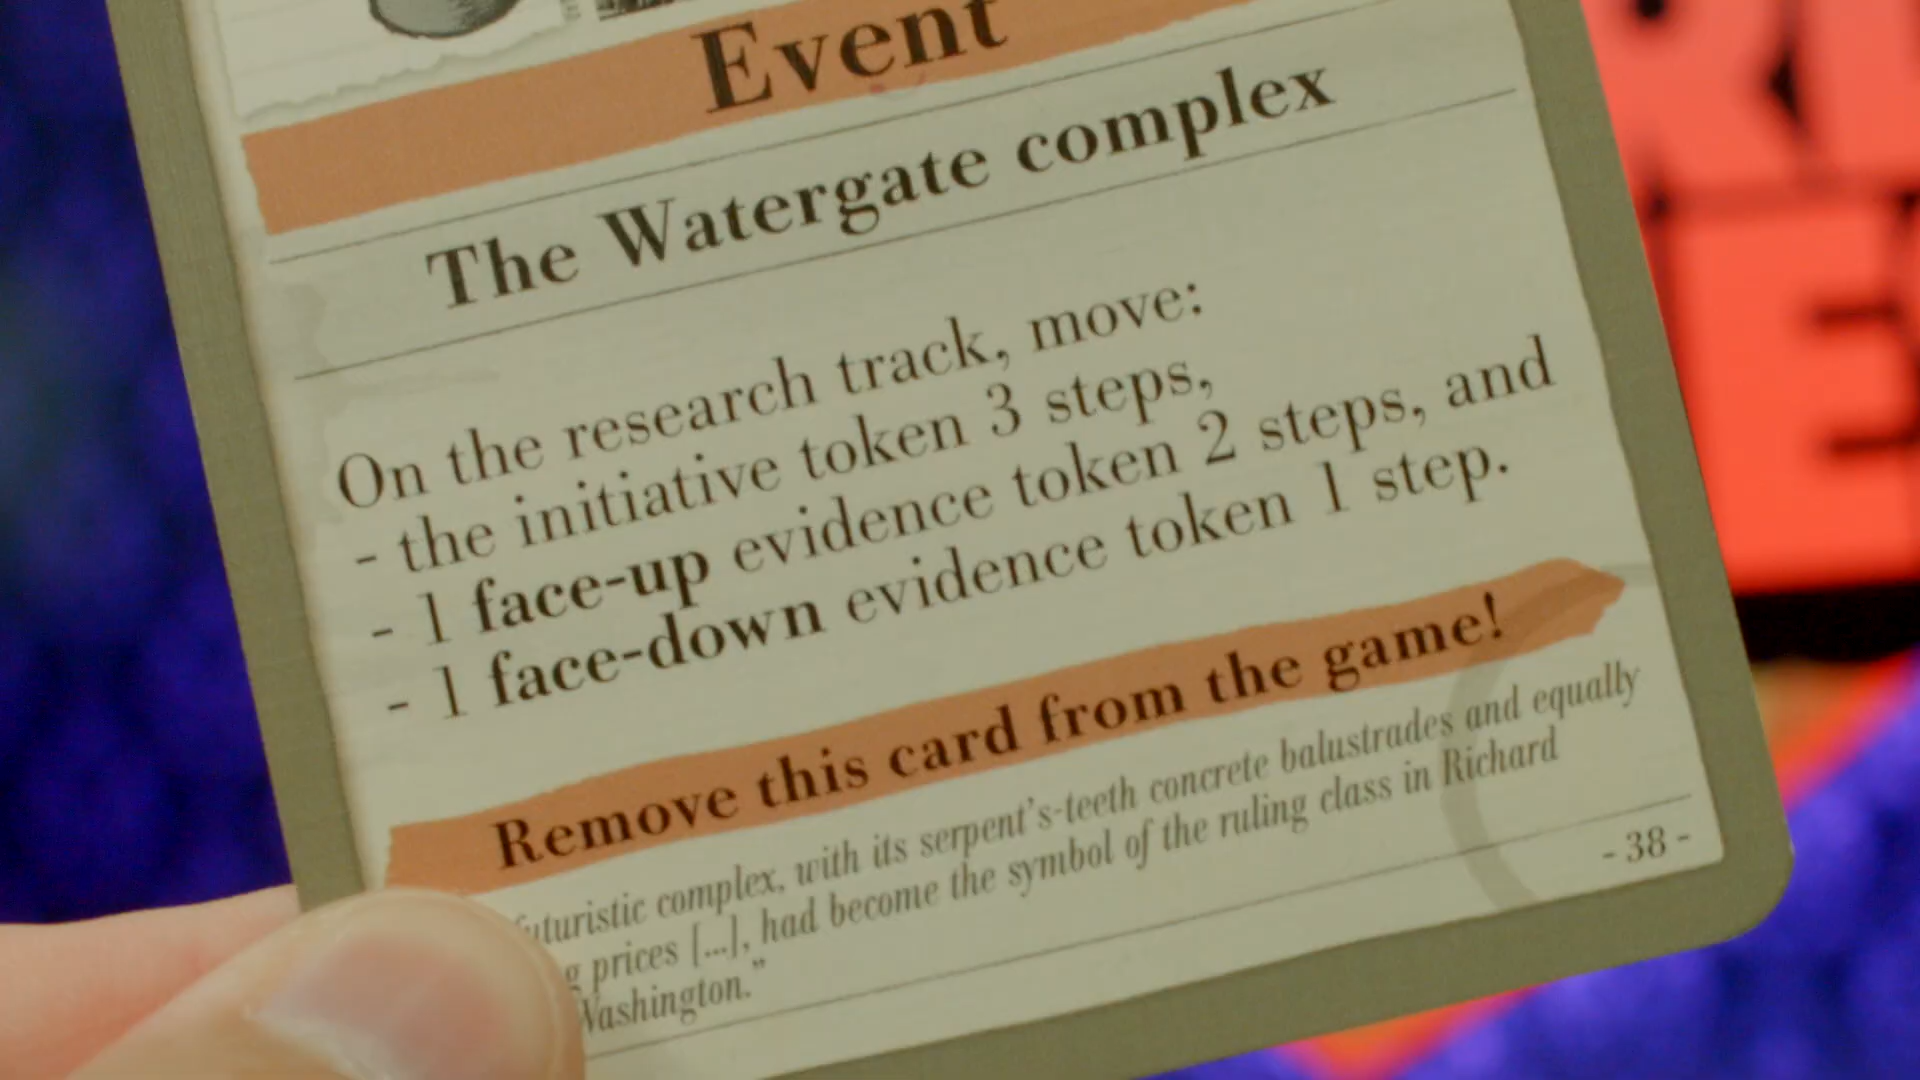 Event
The Watergate complex
On the research track, move:
- the initiative token 3 steps,
- 1 face-up evidence token 2 steps, and
- 1 face-down evidence token 1 step.
Remove this card from the game!
complex, with its serpent's-teeth concrete balustrades and equally
prices [...], had become the symbol of the ruling class in Richard
Washington."
- 38 -